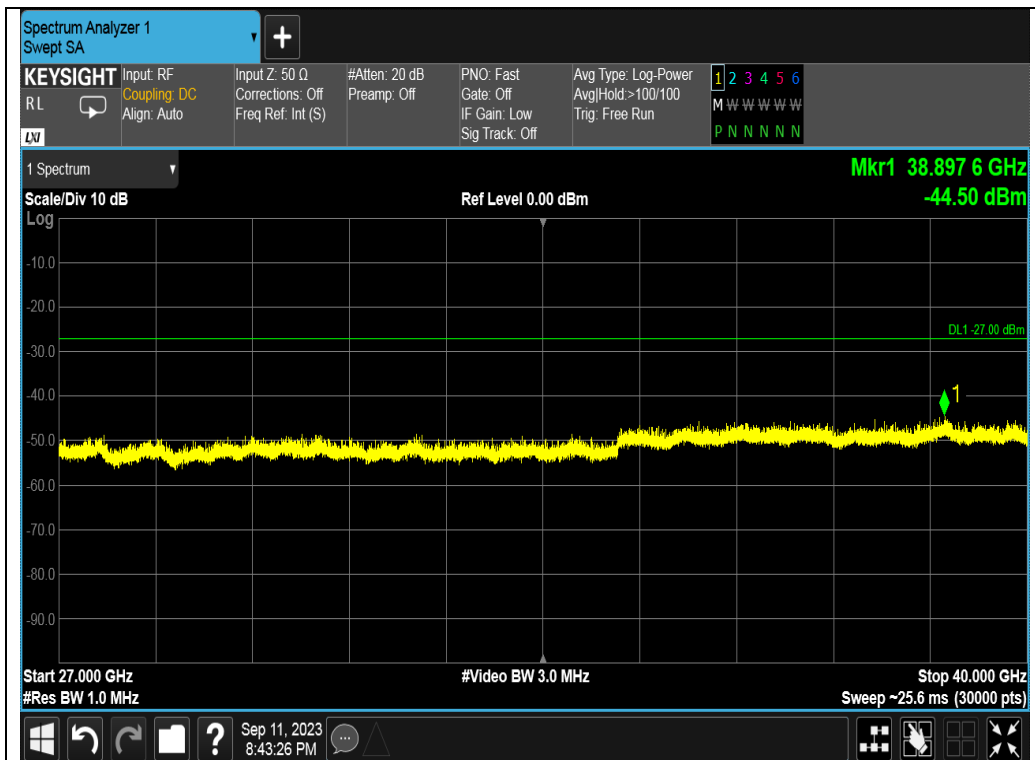 Spectrum Analyzer 1
Swept SA
KEYSIGHT
RL
LXI
Input: RF
Coupling: DC
Align: Auto
Input Z: 50 Ω
Corrections: Off
Freq Ref: Int (S)
#Atten: 20 dB
Preamp: Off
PNO: Fast
Gate: Off
IF Gain: Low
Sig Track: Off
Avg Type: Log-Power
Avg|Hold:>100/100
Trig: Free Run
1 2 3 4 5 6
M W W W W W
P N N N N N
1 Spectrum
Mkr1 38.897 6 GHz
-44.50 dBm
Scale/Div 10 dB
Ref Level 0.00 dBm
Log
-10.0
-20.0
DL1 -27.00 dBm
-30.0
-40.0
1
-50.0
-60.0
-70.0
-80.0
-90.0
Start 27.000 GHz
#Video BW 3.0 MHz
Stop 40.000 GHz
#Res BW 1.0 MHz
Sweep ~25.6 ms (30000 pts)
?
Sep 11, 2023
8:43:26 PM